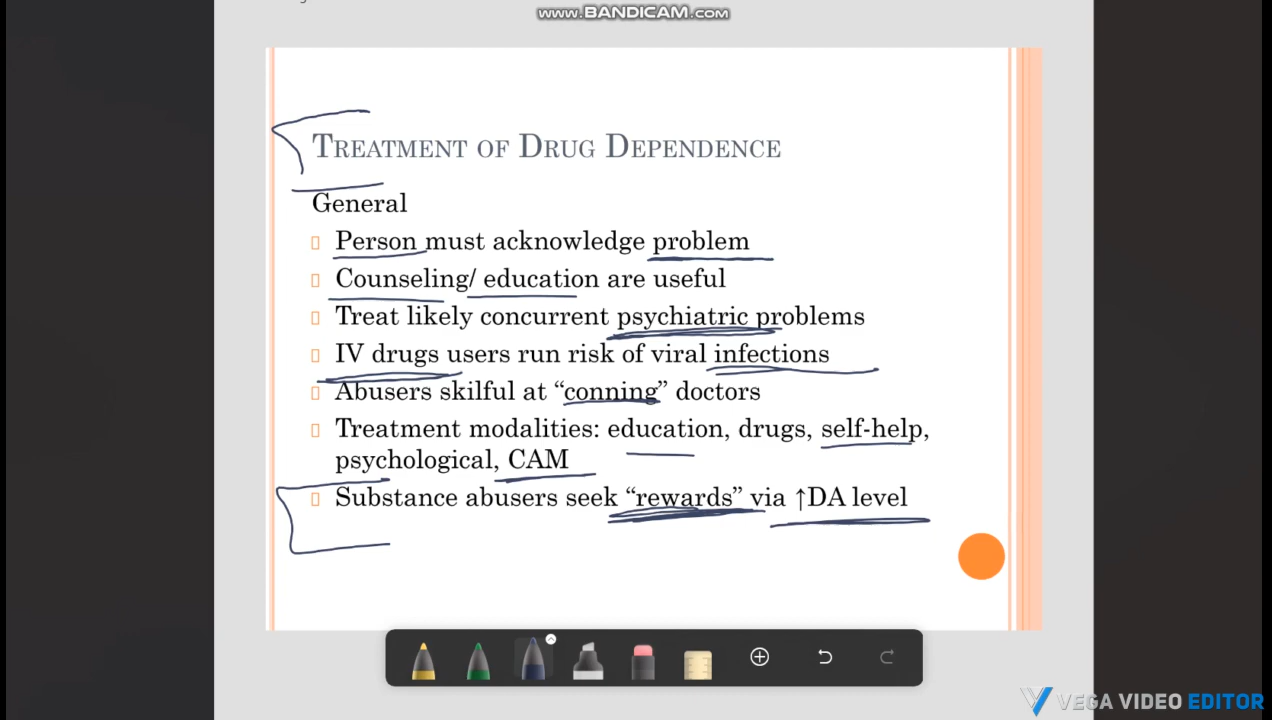 www.BANDICAM.com
Treatment of Drug Dependence
General
Person must acknowledge problem
Counseling/ education are useful
Treat likely concurrent psychiatric problems
IV drugs users run risk of viral infections
Abusers skilful at “conning” doctors
Treatment modalities: education, drugs, self-help,
psychological, CAM
Substance abusers seek “rewards” via ↑DA level
VEGA VIDEO EDITOR